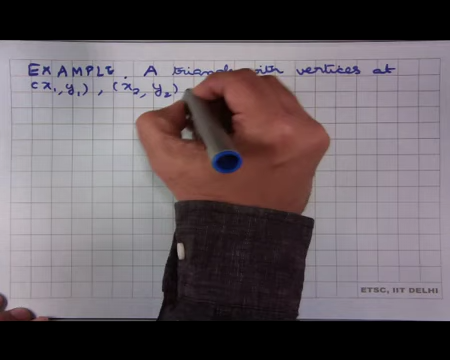 EXAMPLE. A triangle with vertices at
(x₁, y₁), (x₂, y₂)
ETSC, IIT DELHI